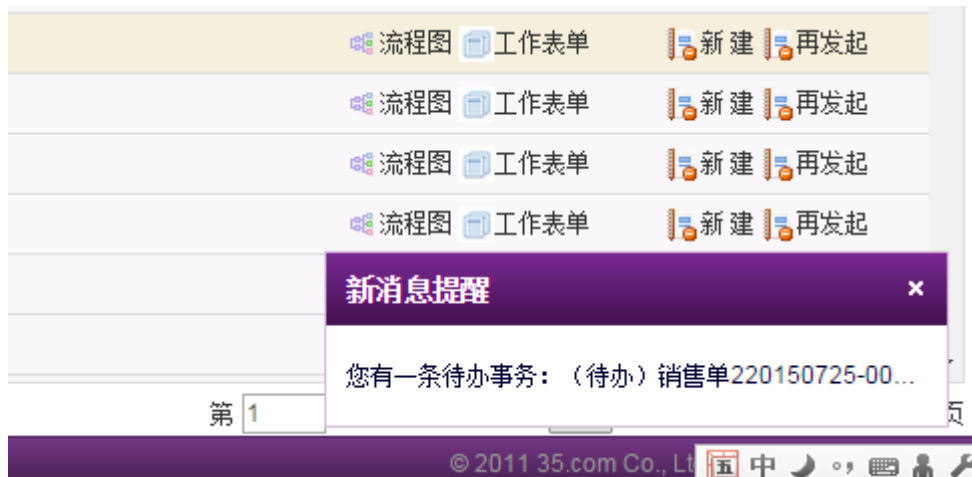 流程图 工作表单 新 建 再发起
流程图 工作表单 新 建 再发起
流程图 工作表单 新 建 再发起
流程图 工作表单 新 建 再发起
新消息提醒 ×
您有一条待办事务：（待办）销售单220150725-00...
第 1 页
© 2011 35.com Co., Lt
五 中